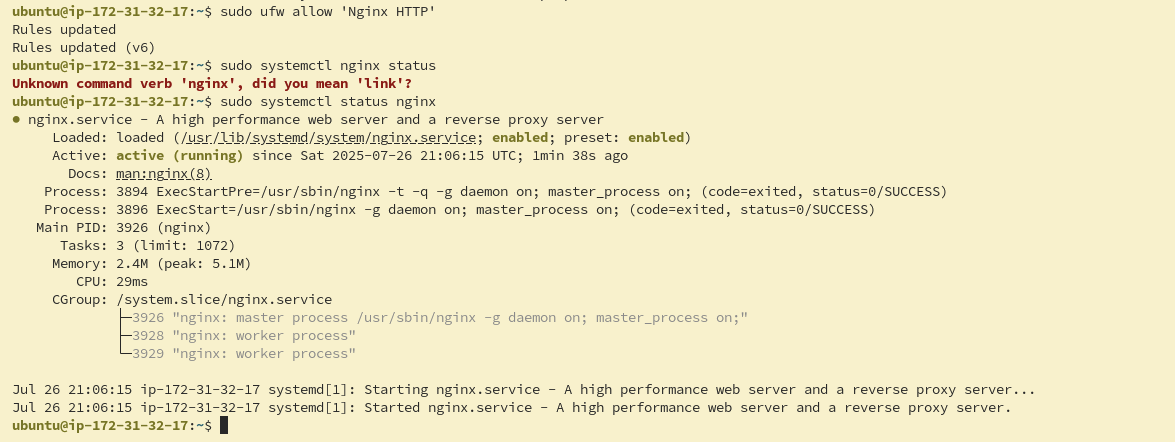 ubuntu@ip-172-31-32-17:~$ sudo ufw allow 'Nginx HTTP'
Rules updated
Rules updated (v6)
ubuntu@ip-172-31-32-17:~$ sudo systemctl nginx status
Unknown command verb 'nginx', did you mean 'link'?
ubuntu@ip-172-31-32-17:~$ sudo systemctl status nginx
● nginx.service - A high performance web server and a reverse proxy server
     Loaded: loaded (/usr/lib/systemd/system/nginx.service; enabled; preset: enabled)
     Active: active (running) since Sat 2025-07-26 21:06:15 UTC; 1min 38s ago
       Docs: man:nginx(8)
    Process: 3894 ExecStartPre=/usr/sbin/nginx -t -q -g daemon on; master_process on; (code=exited, status=0/SUCCESS)
    Process: 3896 ExecStart=/usr/sbin/nginx -g daemon on; master_process on; (code=exited, status=0/SUCCESS)
   Main PID: 3926 (nginx)
      Tasks: 3 (limit: 1072)
     Memory: 2.4M (peak: 5.1M)
        CPU: 29ms
     CGroup: /system.slice/nginx.service
             ├─3926 "nginx: master process /usr/sbin/nginx -g daemon on; master_process on;"
             ├─3928 "nginx: worker process"
             └─3929 "nginx: worker process"
Jul 26 21:06:15 ip-172-31-32-17 systemd[1]: Starting nginx.service - A high performance web server and a reverse proxy server...
Jul 26 21:06:15 ip-172-31-32-17 systemd[1]: Started nginx.service - A high performance web server and a reverse proxy server.
ubuntu@ip-172-31-32-17:~$